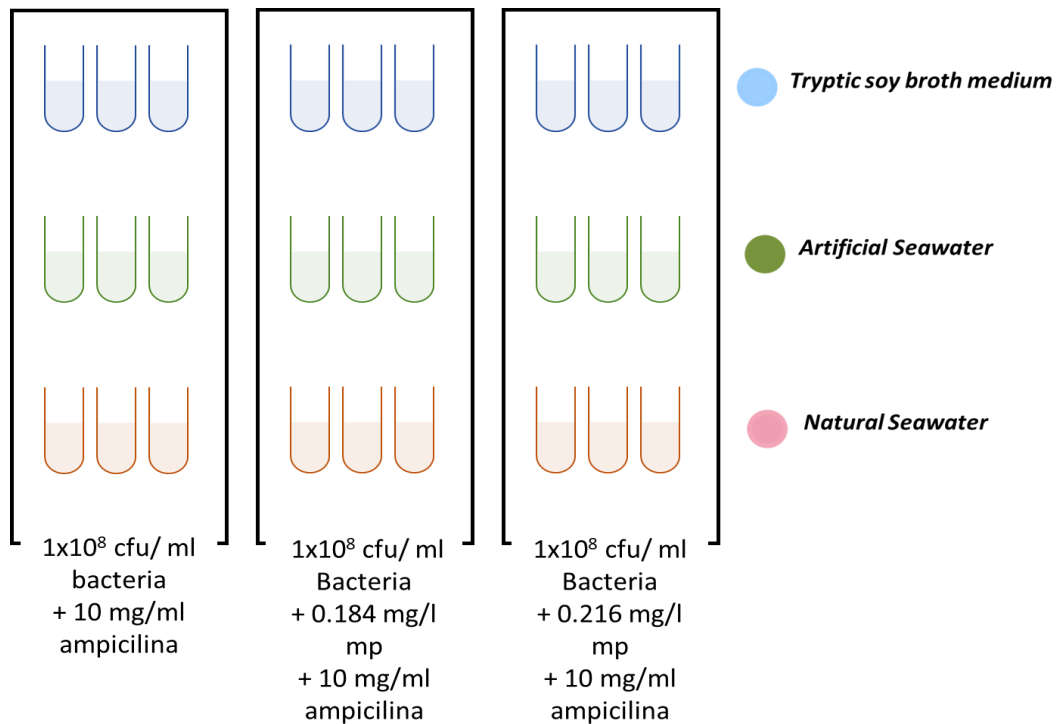 Tryptic soy broth medium
Artificial Seawater
Natural Seawater
1x10⁸ cfu/ ml
bacteria
+ 10 mg/ml
ampicilina
1x10⁸ cfu/ ml
Bacteria
+ 0.184 mg/l
mp
+ 10 mg/ml
ampicilina
1x10⁸ cfu/ ml
Bacteria
+ 0.216 mg/l
mp
+ 10 mg/ml
ampicilina